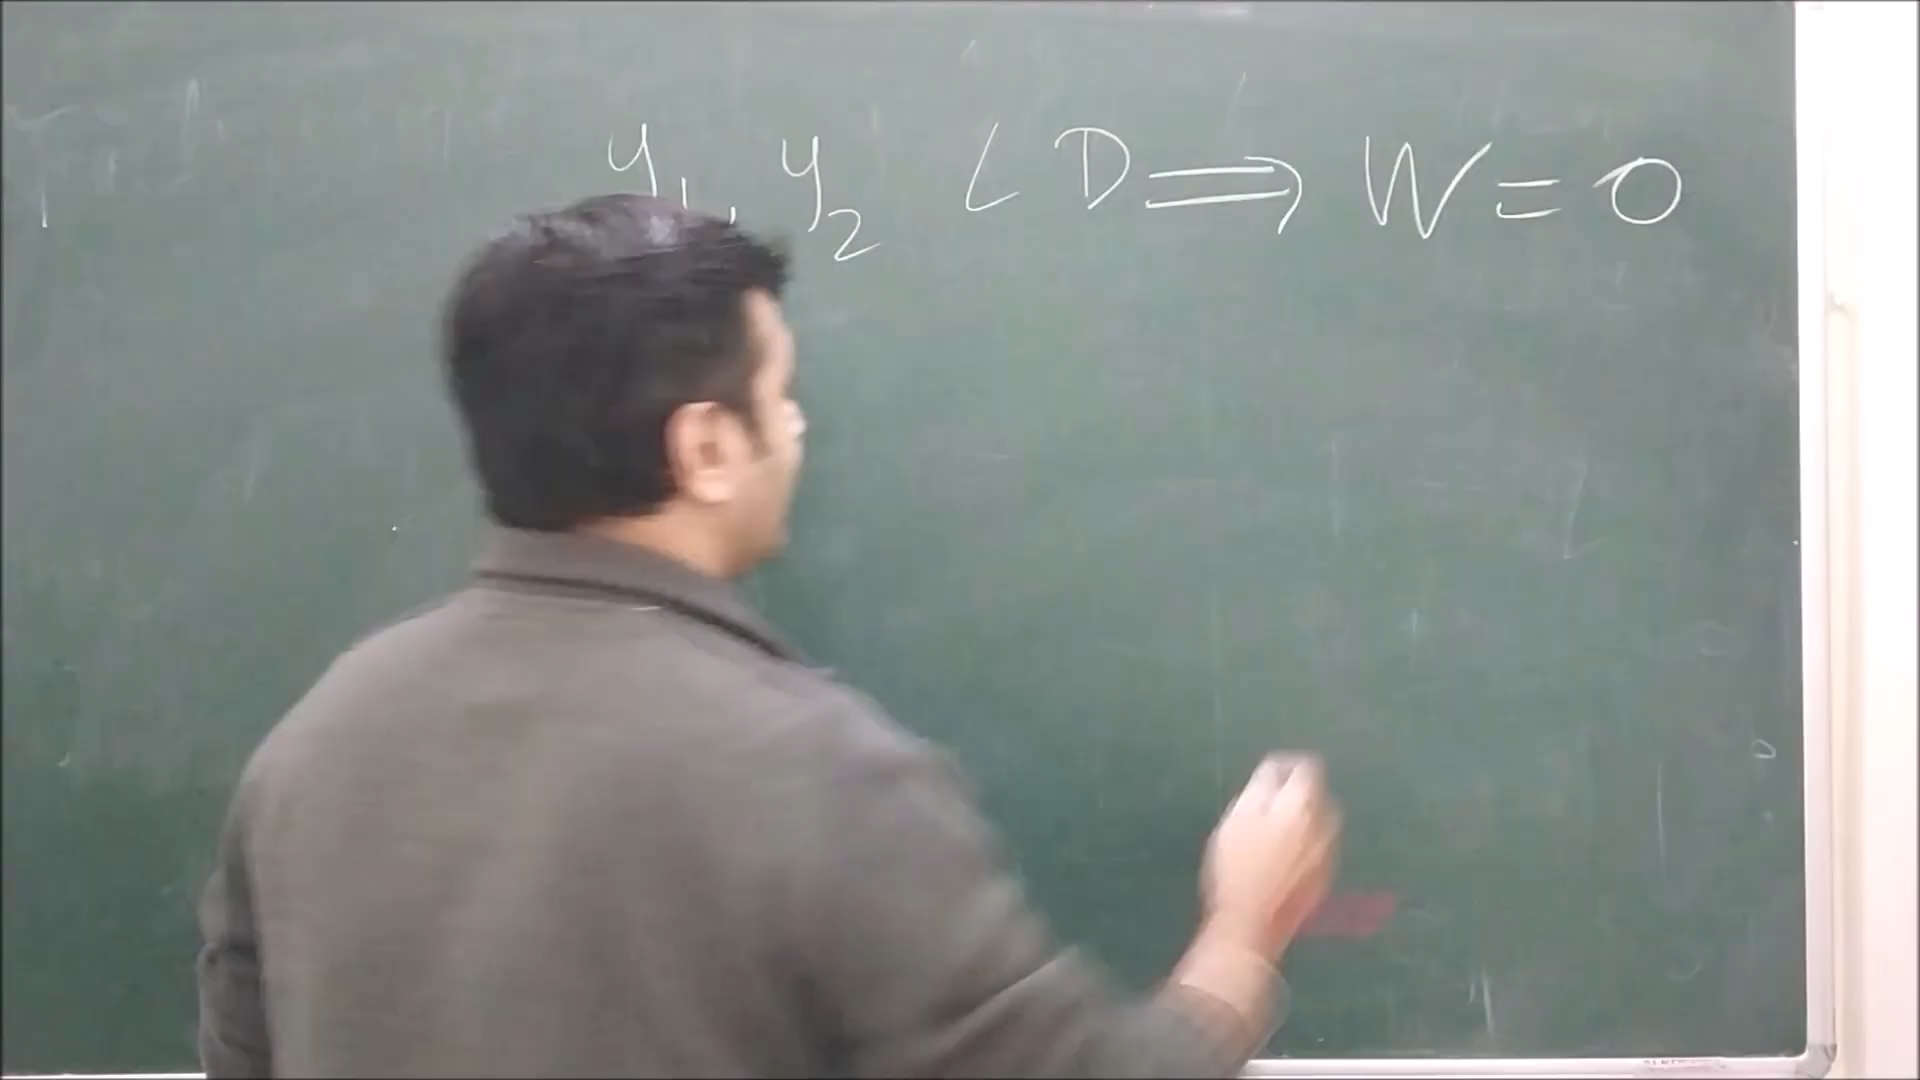 y₁, y₂ LD ⟹ W = 0